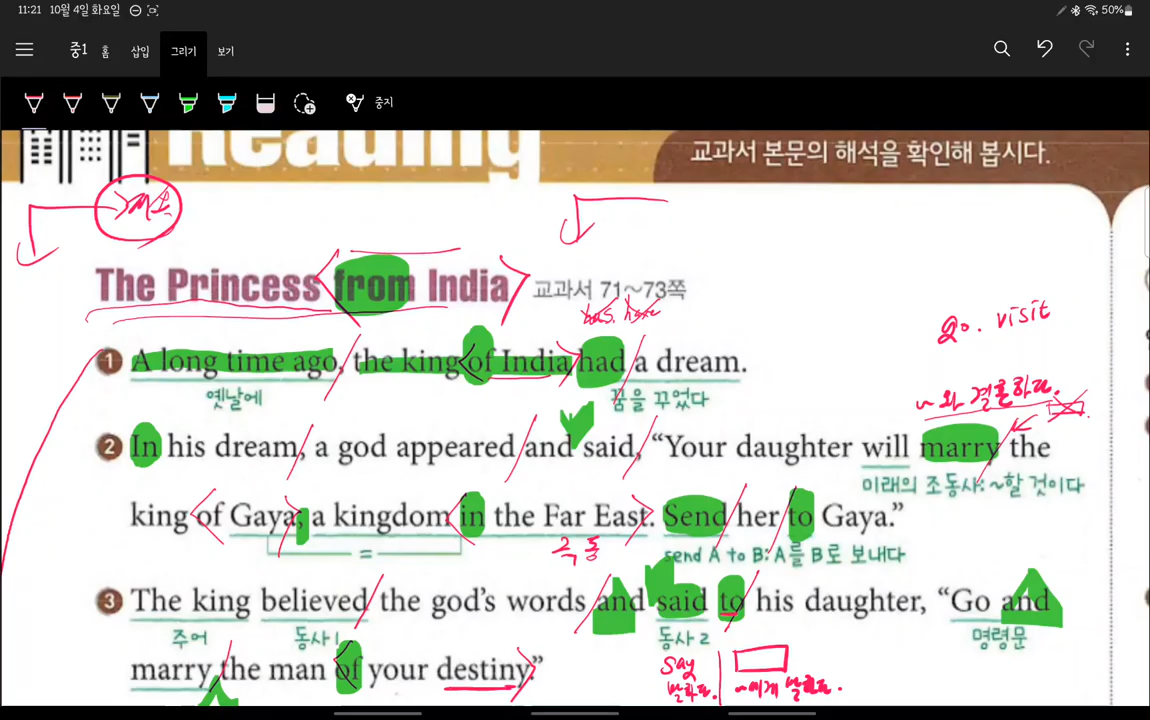 11:21 10월 4일 화요일 50%
중1 홈 삽입 그리기 보기
중지
Reading
교과서 본문의 해석을 확인해 봅시다.
The Princess from India 교과서 71~73쪽
has. have
go. visit
1 A long time ago, the king of India had a dream.
옛날에 꿈을 꾸었다
~와 결혼하다.
2 In his dream, a god appeared and said, “Your daughter will marry the
미래의 조동사: ~할 것이다
king of Gaya, a kingdom in the Far East. Send her to Gaya.”
= 극동 send A to B: A를 B로 보내다
3 The king believed the god’s words and said to his daughter, “Go and
주어 동사1 동사2 명령문
marry the man of your destiny.”
say
말하다. ~에게 말하다.